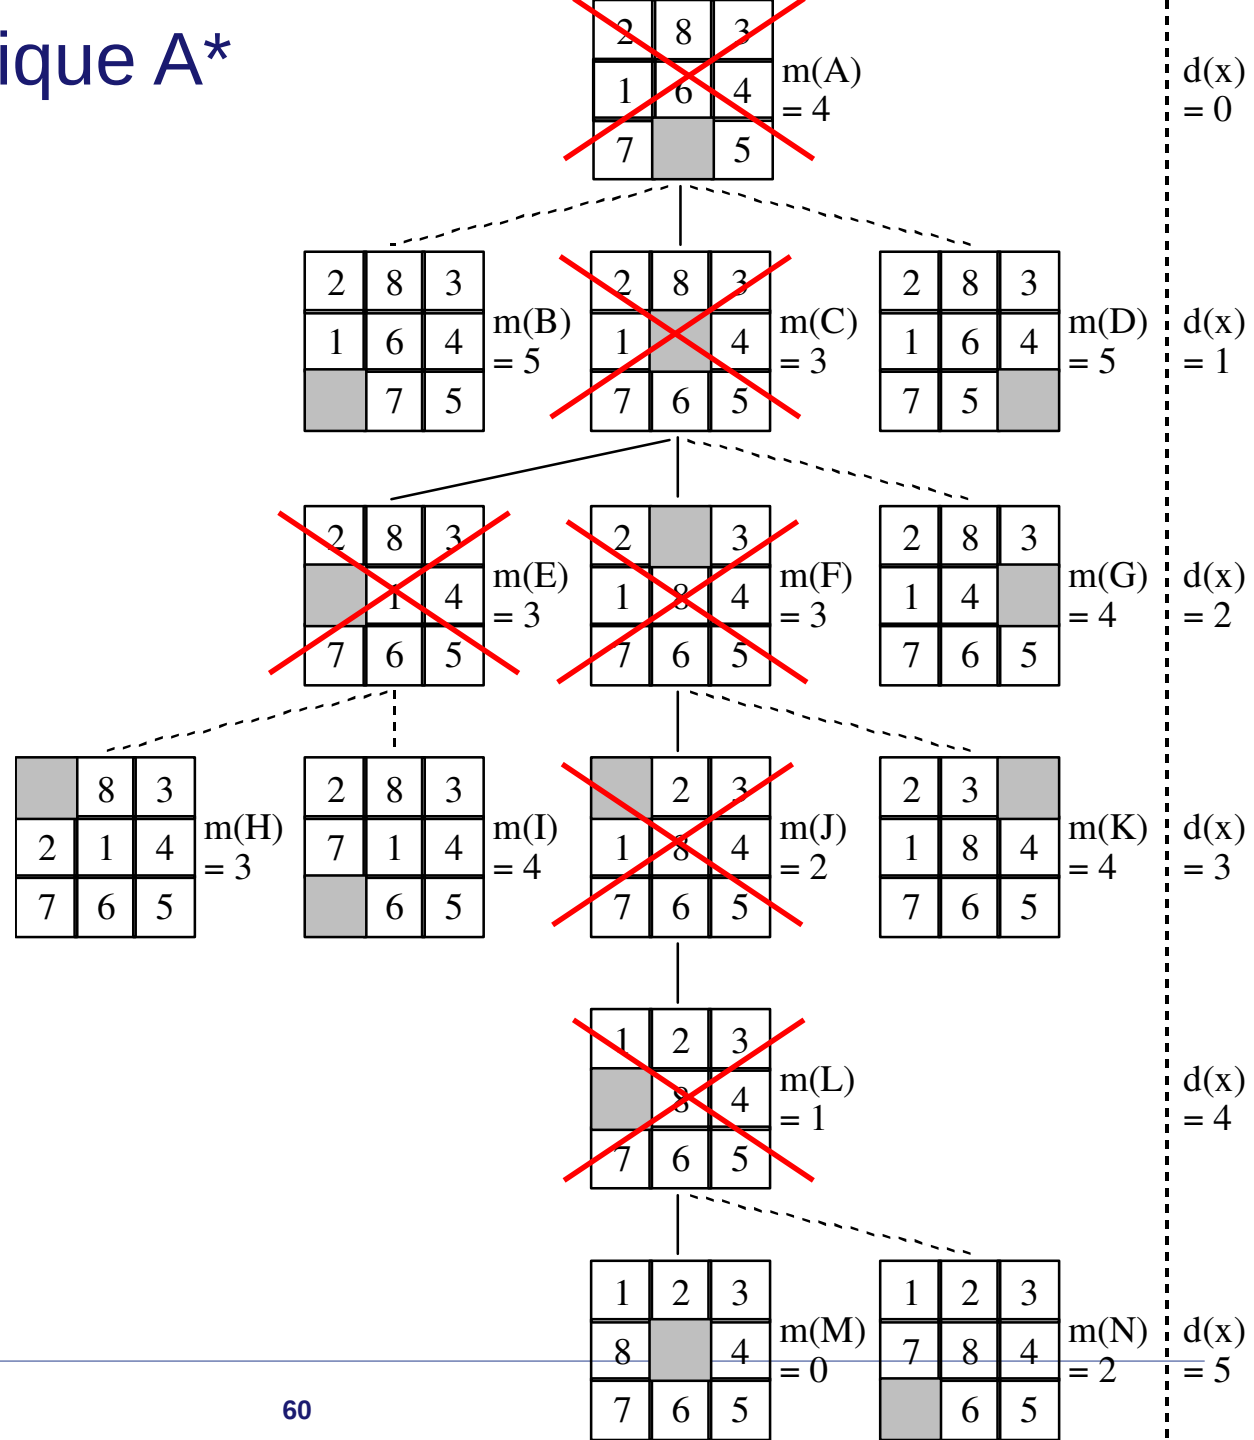 ique A*
2 8 3
1 6 4
7 5
m(A)
= 4
d(x)
= 0
2 8 3
1 6 4
7 5
m(B)
= 5
2 8 3
1 4
7 6 5
m(C)
= 3
2 8 3
1 6 4
7 5
m(D)
= 5
d(x)
= 1
2 8 3
1 4
7 6 5
m(E)
= 3
2 3
1 8 4
7 6 5
m(F)
= 3
2 8 3
1 4
7 6 5
m(G)
= 4
d(x)
= 2
8 3
2 1 4
7 6 5
m(H)
= 3
2 8 3
7 1 4
6 5
m(I)
= 4
2 3
1 8 4
7 6 5
m(J)
= 2
2 3
1 8 4
7 6 5
m(K)
= 4
d(x)
= 3
1 2 3
8 4
7 6 5
m(L)
= 1
d(x)
= 4
1 2 3
8 4
7 6 5
m(M)
= 0
1 2 3
7 8 4
6 5
m(N)
= 2
d(x)
= 5
60